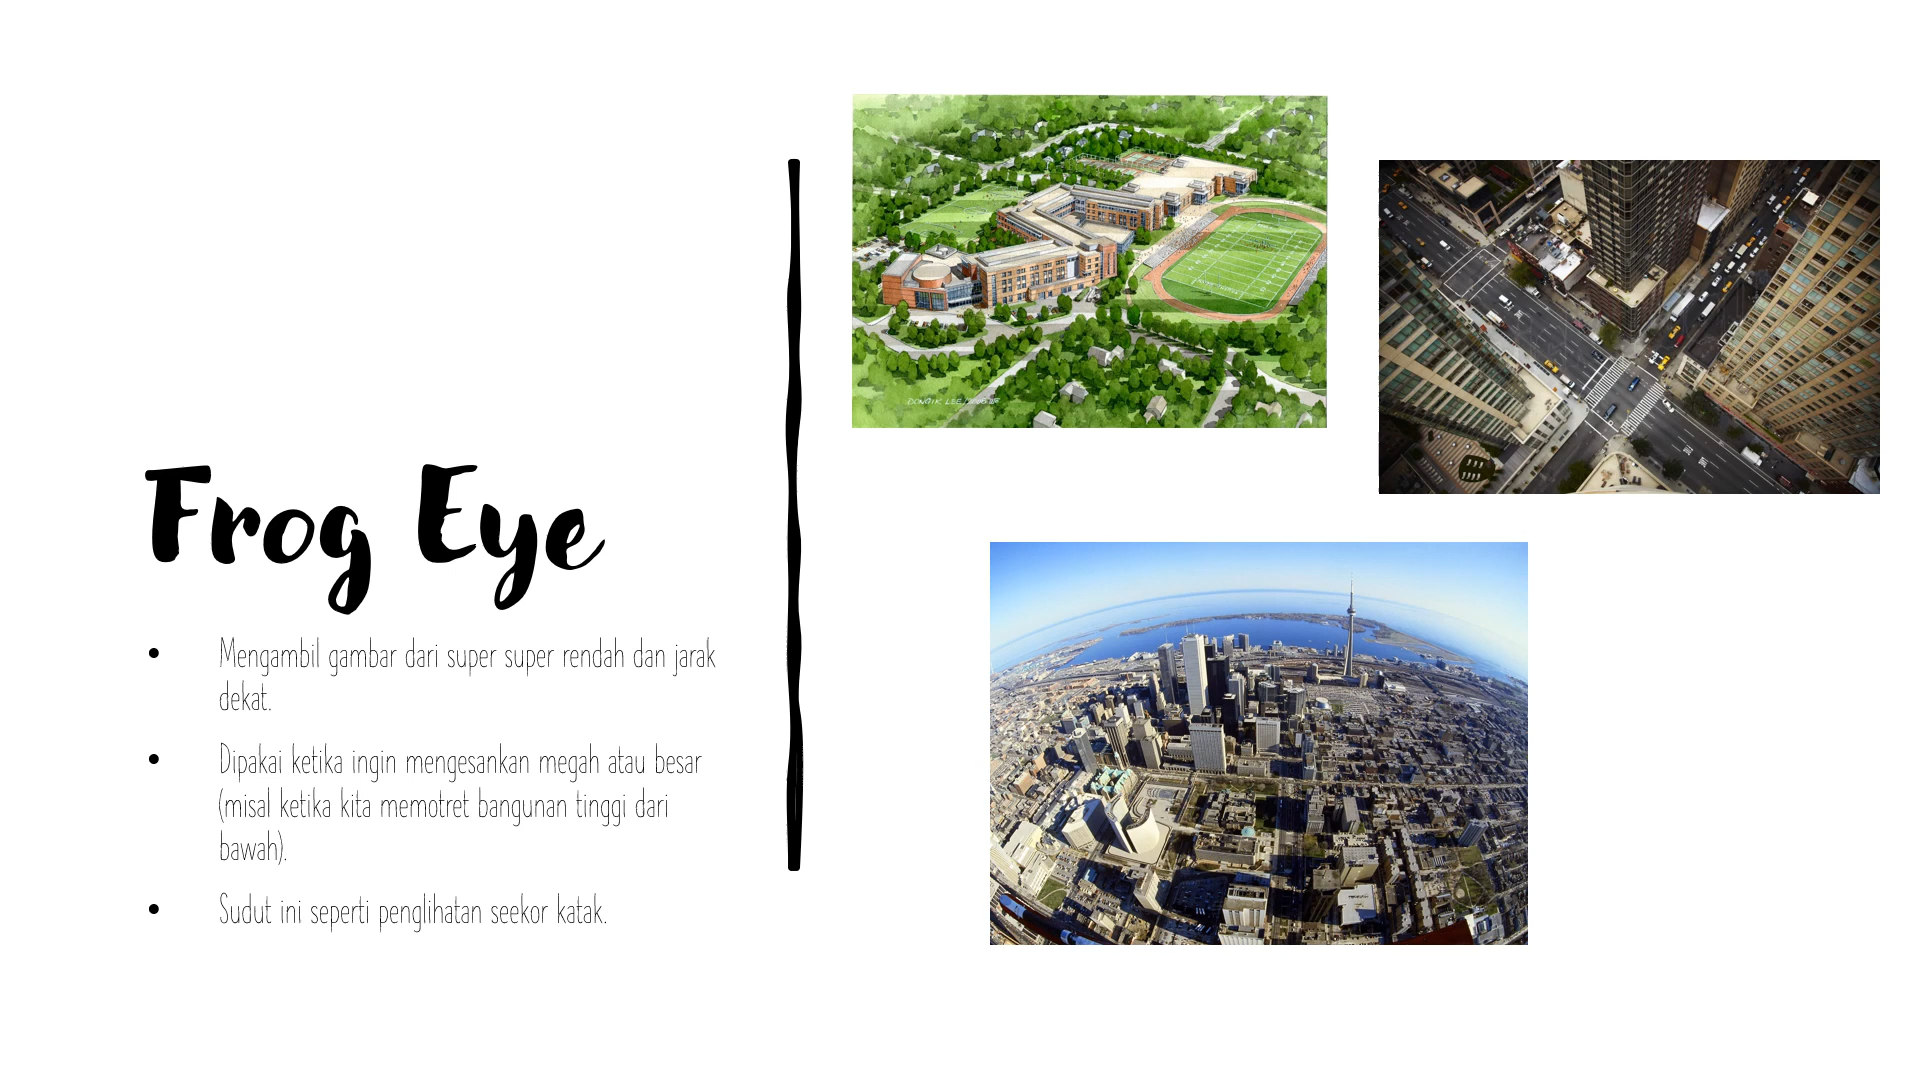 Frog Eye
• Mengambil gambar dari super super rendah dan jarak
dekat.
• Dipakai ketika ingin mengesankan megah atau besar
(misal ketika kita memotret bangunan tinggi dari
bawah).
• Sudut ini seperti penglihatan seekor katak.